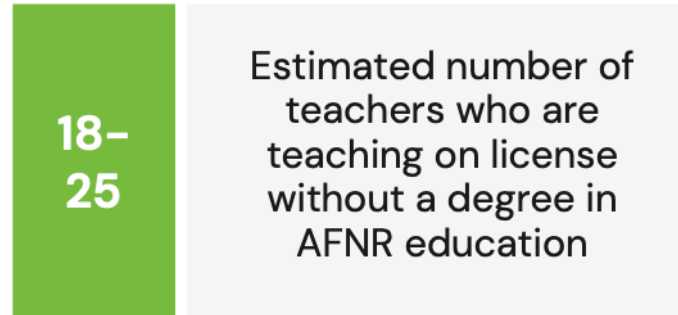 18–
25
Estimated number of
teachers who are
teaching on license
without a degree in
AFNR education